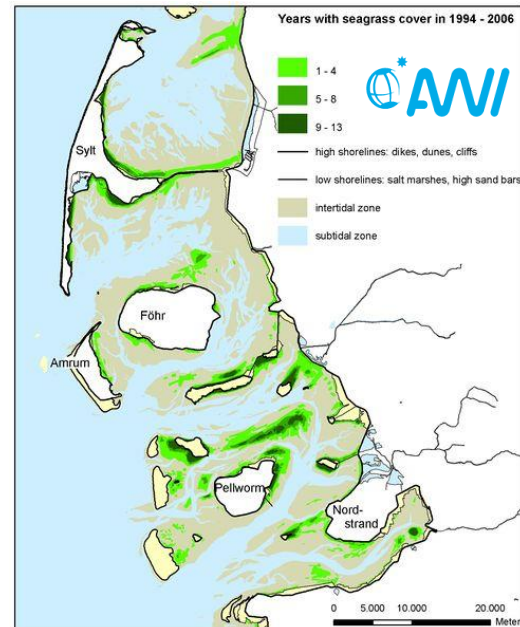 Years with seagrass cover in 1994 - 2006
1 - 4
5 - 8
9 - 13
AWI
high shorelines: dikes, dunes, cliffs
low shorelines: salt marshes, high sand bars
intertidal zone
subtidal zone
Sylt
Föhr
Amrum
Pellworm
Nord-
strand
0 5.000 10.000 20.000
Meter